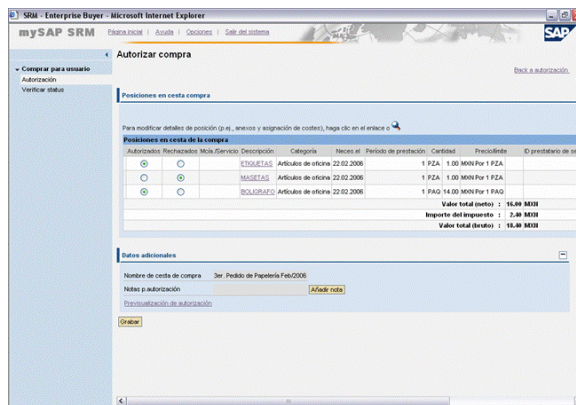 SRM - Enterprise Buyer - Microsoft Internet Explorer
mySAP SRM
Página inicial | Ayuda | Opciones | Salir del sistema
SAP
Autorizar compra
Comprar para usuario
Autorización
Verificar status
Back a autorización
Posiciones en cesta compra
Para modificar detalles de posición (p.ej., anexos y asignación de costes), haga clic en el enlace o
Posiciones en cesta de la compra
Autorizados Rechazados Mola./Servicio Descripción Categoría Neces.el Período de prestación Cantidad Precio/límite ID prestatario de se
ETIQUETAS Artículos de oficina 22.02.2006 1 PZA 1.00 MXN Por 1 PZA
MASETAS Artículos de oficina 22.02.2006 1 PZA 1.00 MXN Por 1 PZA
BOLIGRAFO Artículos de oficina 22.02.2006 1 PAQ 14.00 MXN Por 1 PAQ
Valor total (neto) : 16.00 MXN
Importe del impuesto : 2.40 MXN
Valor total (bruto) : 18.40 MXN
Datos adicionales
Nombre de cesta de compra 3er. Pedido de Papelería Feb/2006
Notas p.autorización Añadir nota
Previsualización de autorización
Grabar